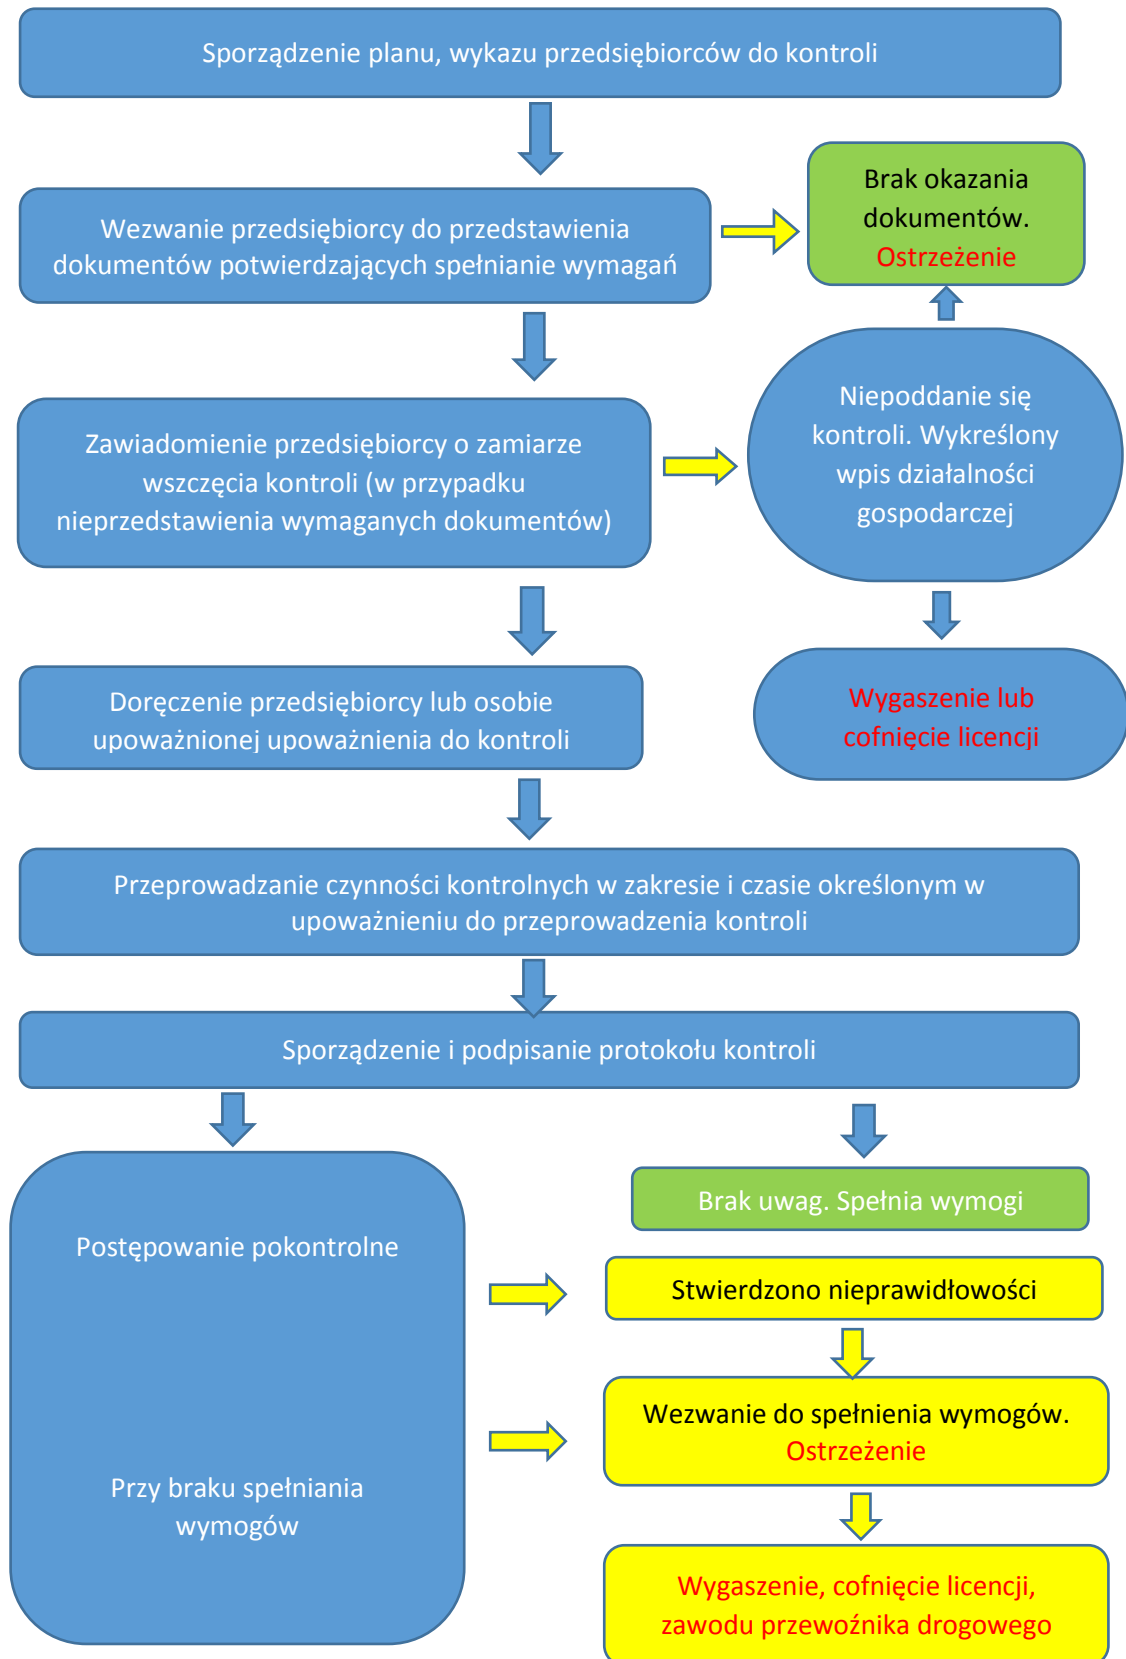 Sporządzenie planu, wykazu przedsiębiorców do kontroli
Wezwanie przedsiębiorcy do przedstawienia
dokumentów potwierdzających spełnianie wymagań
Brak okazania
dokumentów.
Ostrzeżenie
Zawiadomienie przedsiębiorcy o zamiarze
wszczęcia kontroli (w przypadku
nieprzedstawienia wymaganych dokumentów)
Niepoddanie się
kontroli. Wykreślony
wpis działalności
gospodarczej
Doręczenie przedsiębiorcy lub osobie
upoważnionej upoważnienia do kontroli
Wygaszenie lub
cofnięcie licencji
Przeprowadzanie czynności kontrolnych w zakresie i czasie określonym w
upoważnieniu do przeprowadzenia kontroli
Sporządzenie i podpisanie protokołu kontroli
Postępowanie pokontrolne
Przy braku spełniania
wymogów
Brak uwag. Spełnia wymogi
Stwierdzono nieprawidłowości
Wezwanie do spełnienia wymogów.
Ostrzeżenie
Wygaszenie, cofnięcie licencji,
zawodu przewoźnika drogowego